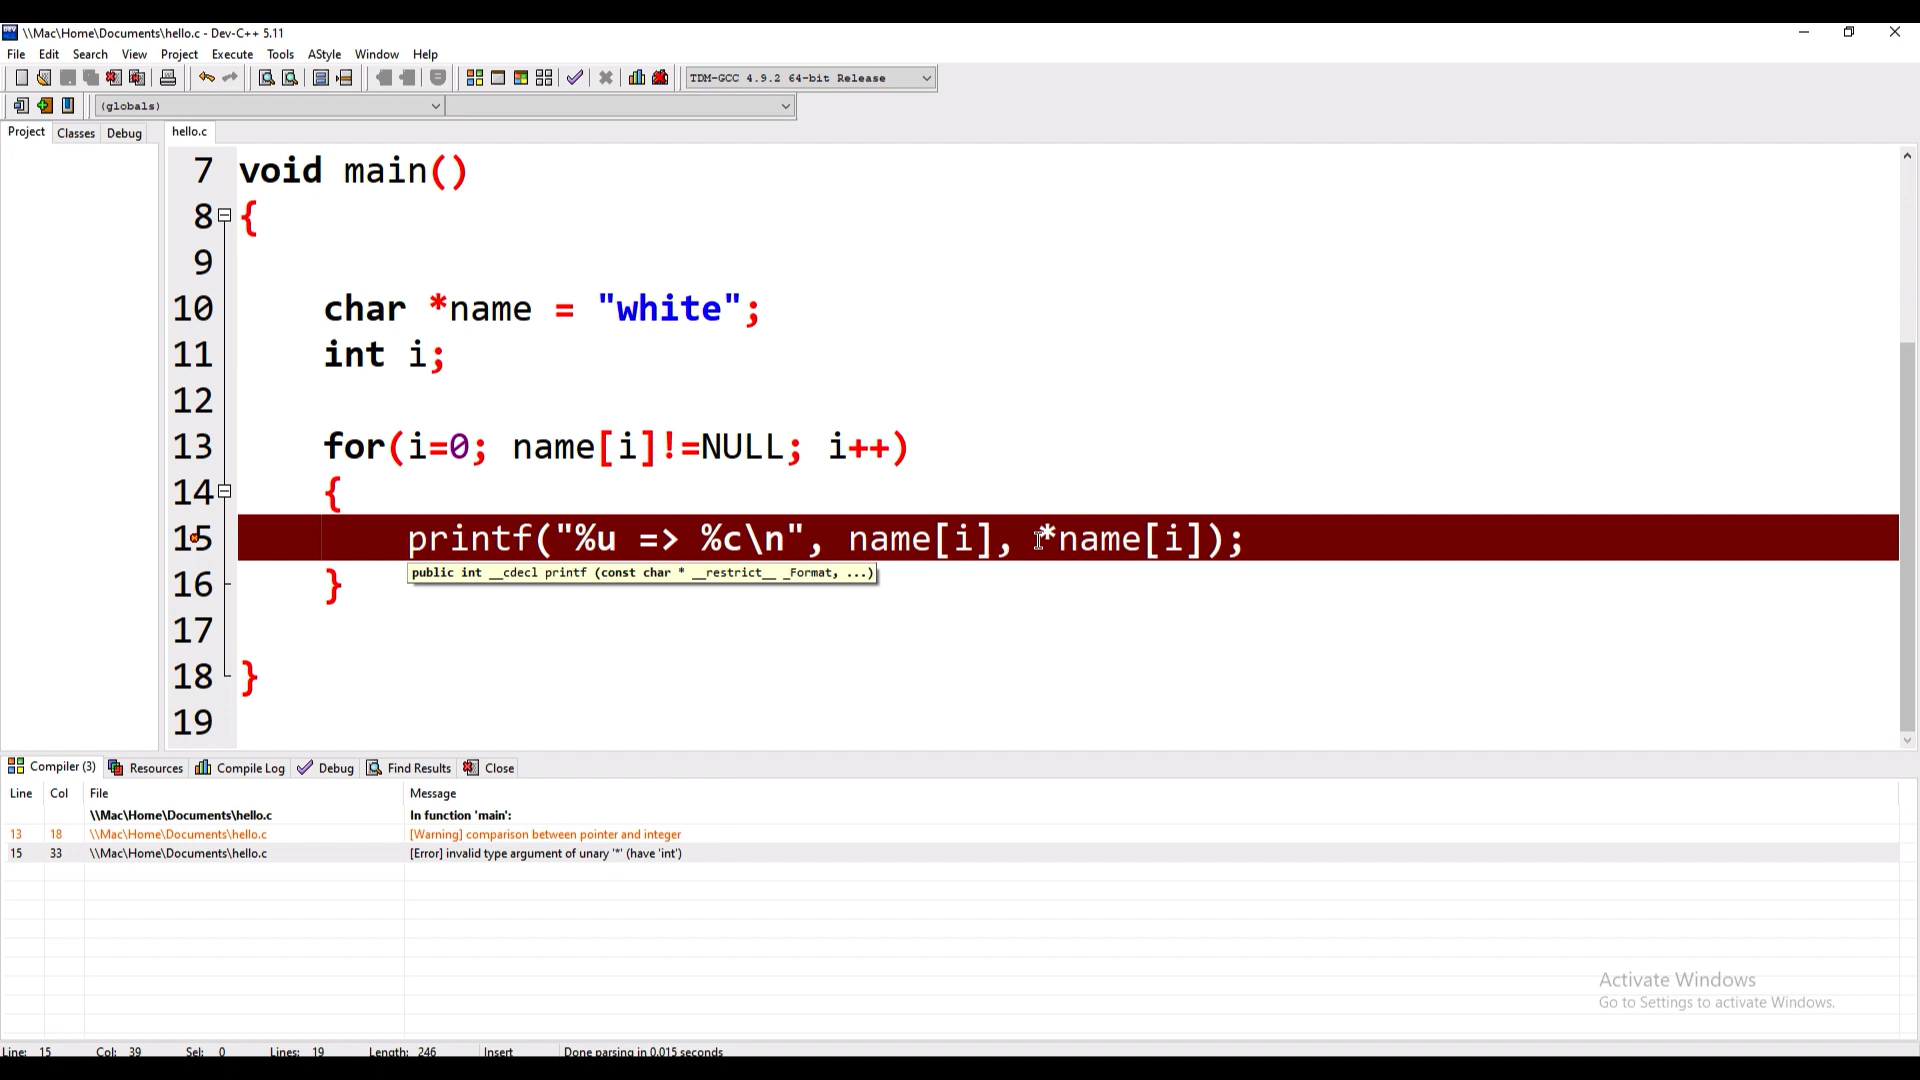 \\Mac\Home\Documents\hello.c - Dev-C++ 5.11
File Edit Search View Project Execute Tools AStyle Window Help
TDM-GCC 4.9.2 64-bit Release
(globals)
Project Classes Debug hello.c
7 void main()
8 {
9
10 char *name = "white";
11 int i;
12
13 for(i=0; name[i]!=NULL; i++)
14 {
15 printf("%u => %c\n", name[i], *name[i]);
public int __cdecl printf (const char * __restrict__ _Format, ...)
16 }
17
18 }
19
Compiler (3) Resources Compile Log Debug Find Results Close
Line Col File Message
\\Mac\Home\Documents\hello.c In function 'main':
13 18 \\Mac\Home\Documents\hello.c [Warning] comparison between pointer and integer
15 33 \\Mac\Home\Documents\hello.c [Error] invalid type argument of unary '*' (have 'int')
Activate Windows
Go to Settings to activate Windows.
Line: 15 Col: 39 Sel: 0 Lines: 19 Length: 246 Insert Done parsing in 0.015 seconds